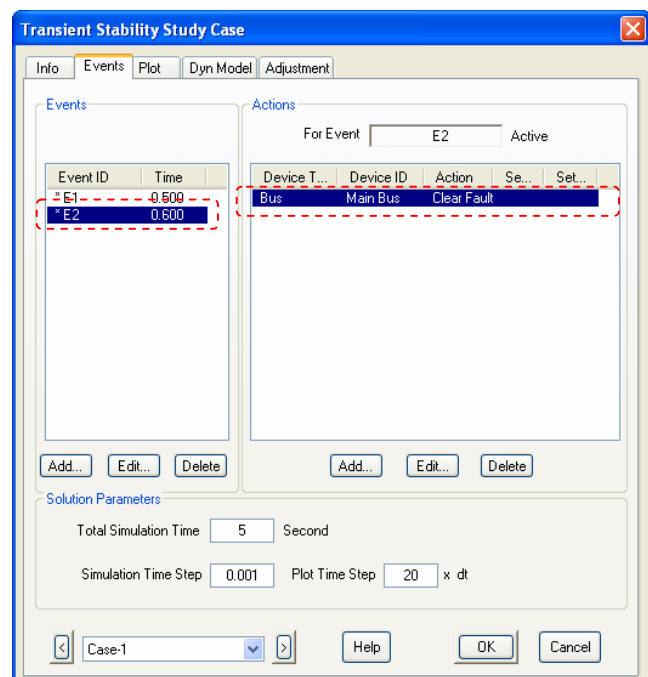 Transient Stability Study Case
Info Events Plot Dyn Model Adjustment
Events
Actions
For Event E2 Active
Event ID Time
* E1 0.500
* E2 0.600
Device T... Device ID Action Se... Set...
Bus Main Bus Clear Fault
Add... Edit... Delete
Add... Edit... Delete
Solution Parameters
Total Simulation Time 5 Second
Simulation Time Step 0.001 Plot Time Step 20 x dt
< Case-1 > Help OK Cancel